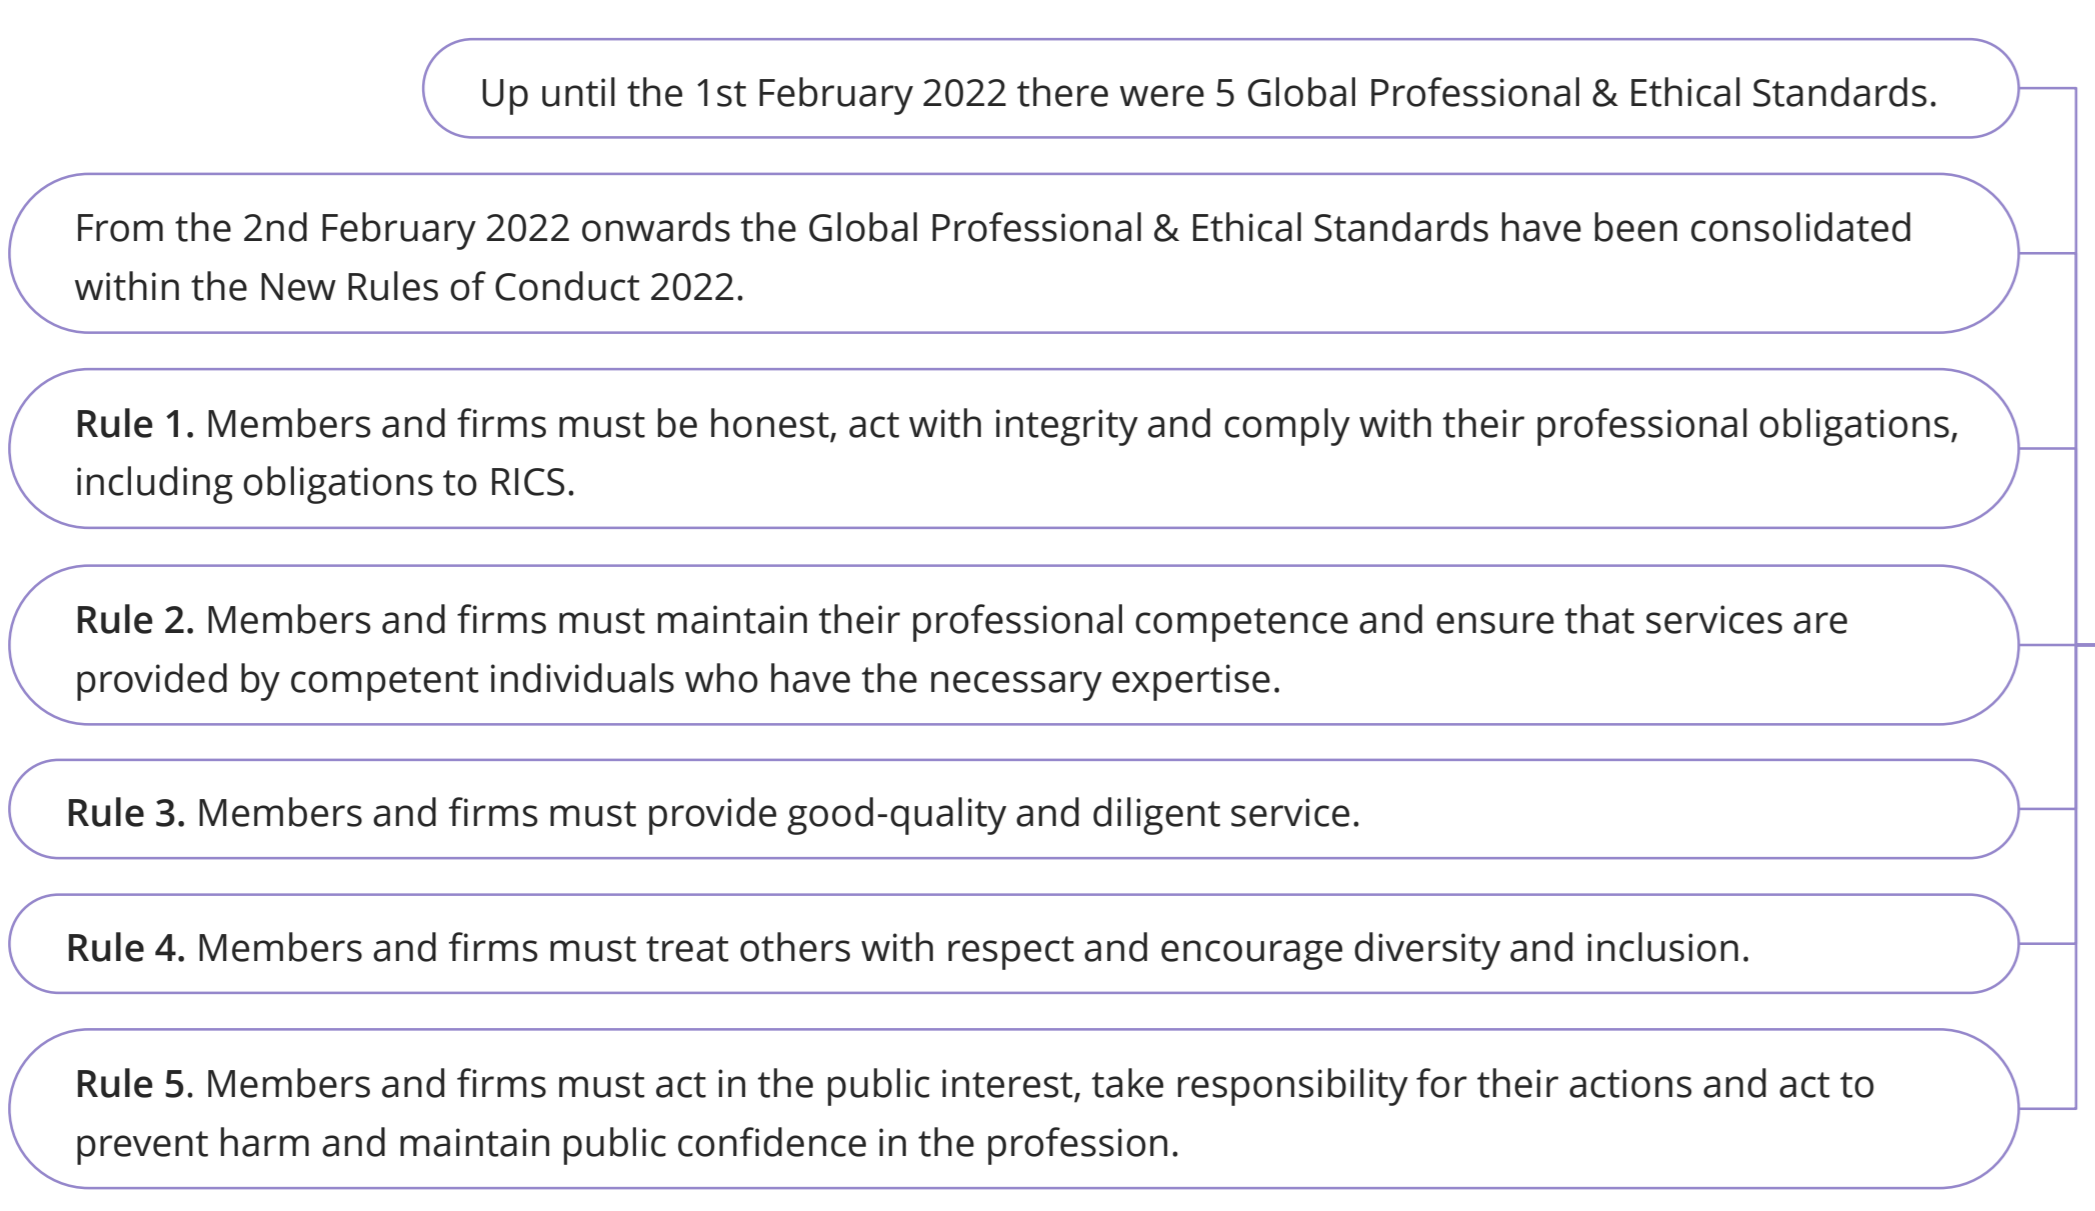 Up until the 1st February 2022 there were 5 Global Professional & Ethical Standards.
From the 2nd February 2022 onwards the Global Professional & Ethical Standards have been consolidated
within the New Rules of Conduct 2022.
Rule 1. Members and firms must be honest, act with integrity and comply with their professional obligations,
including obligations to RICS.
Rule 2. Members and firms must maintain their professional competence and ensure that services are
provided by competent individuals who have the necessary expertise.
Rule 3. Members and firms must provide good-quality and diligent service.
Rule 4. Members and firms must treat others with respect and encourage diversity and inclusion.
Rule 5. Members and firms must act in the public interest, take responsibility for their actions and act to
prevent harm and maintain public confidence in the profession.